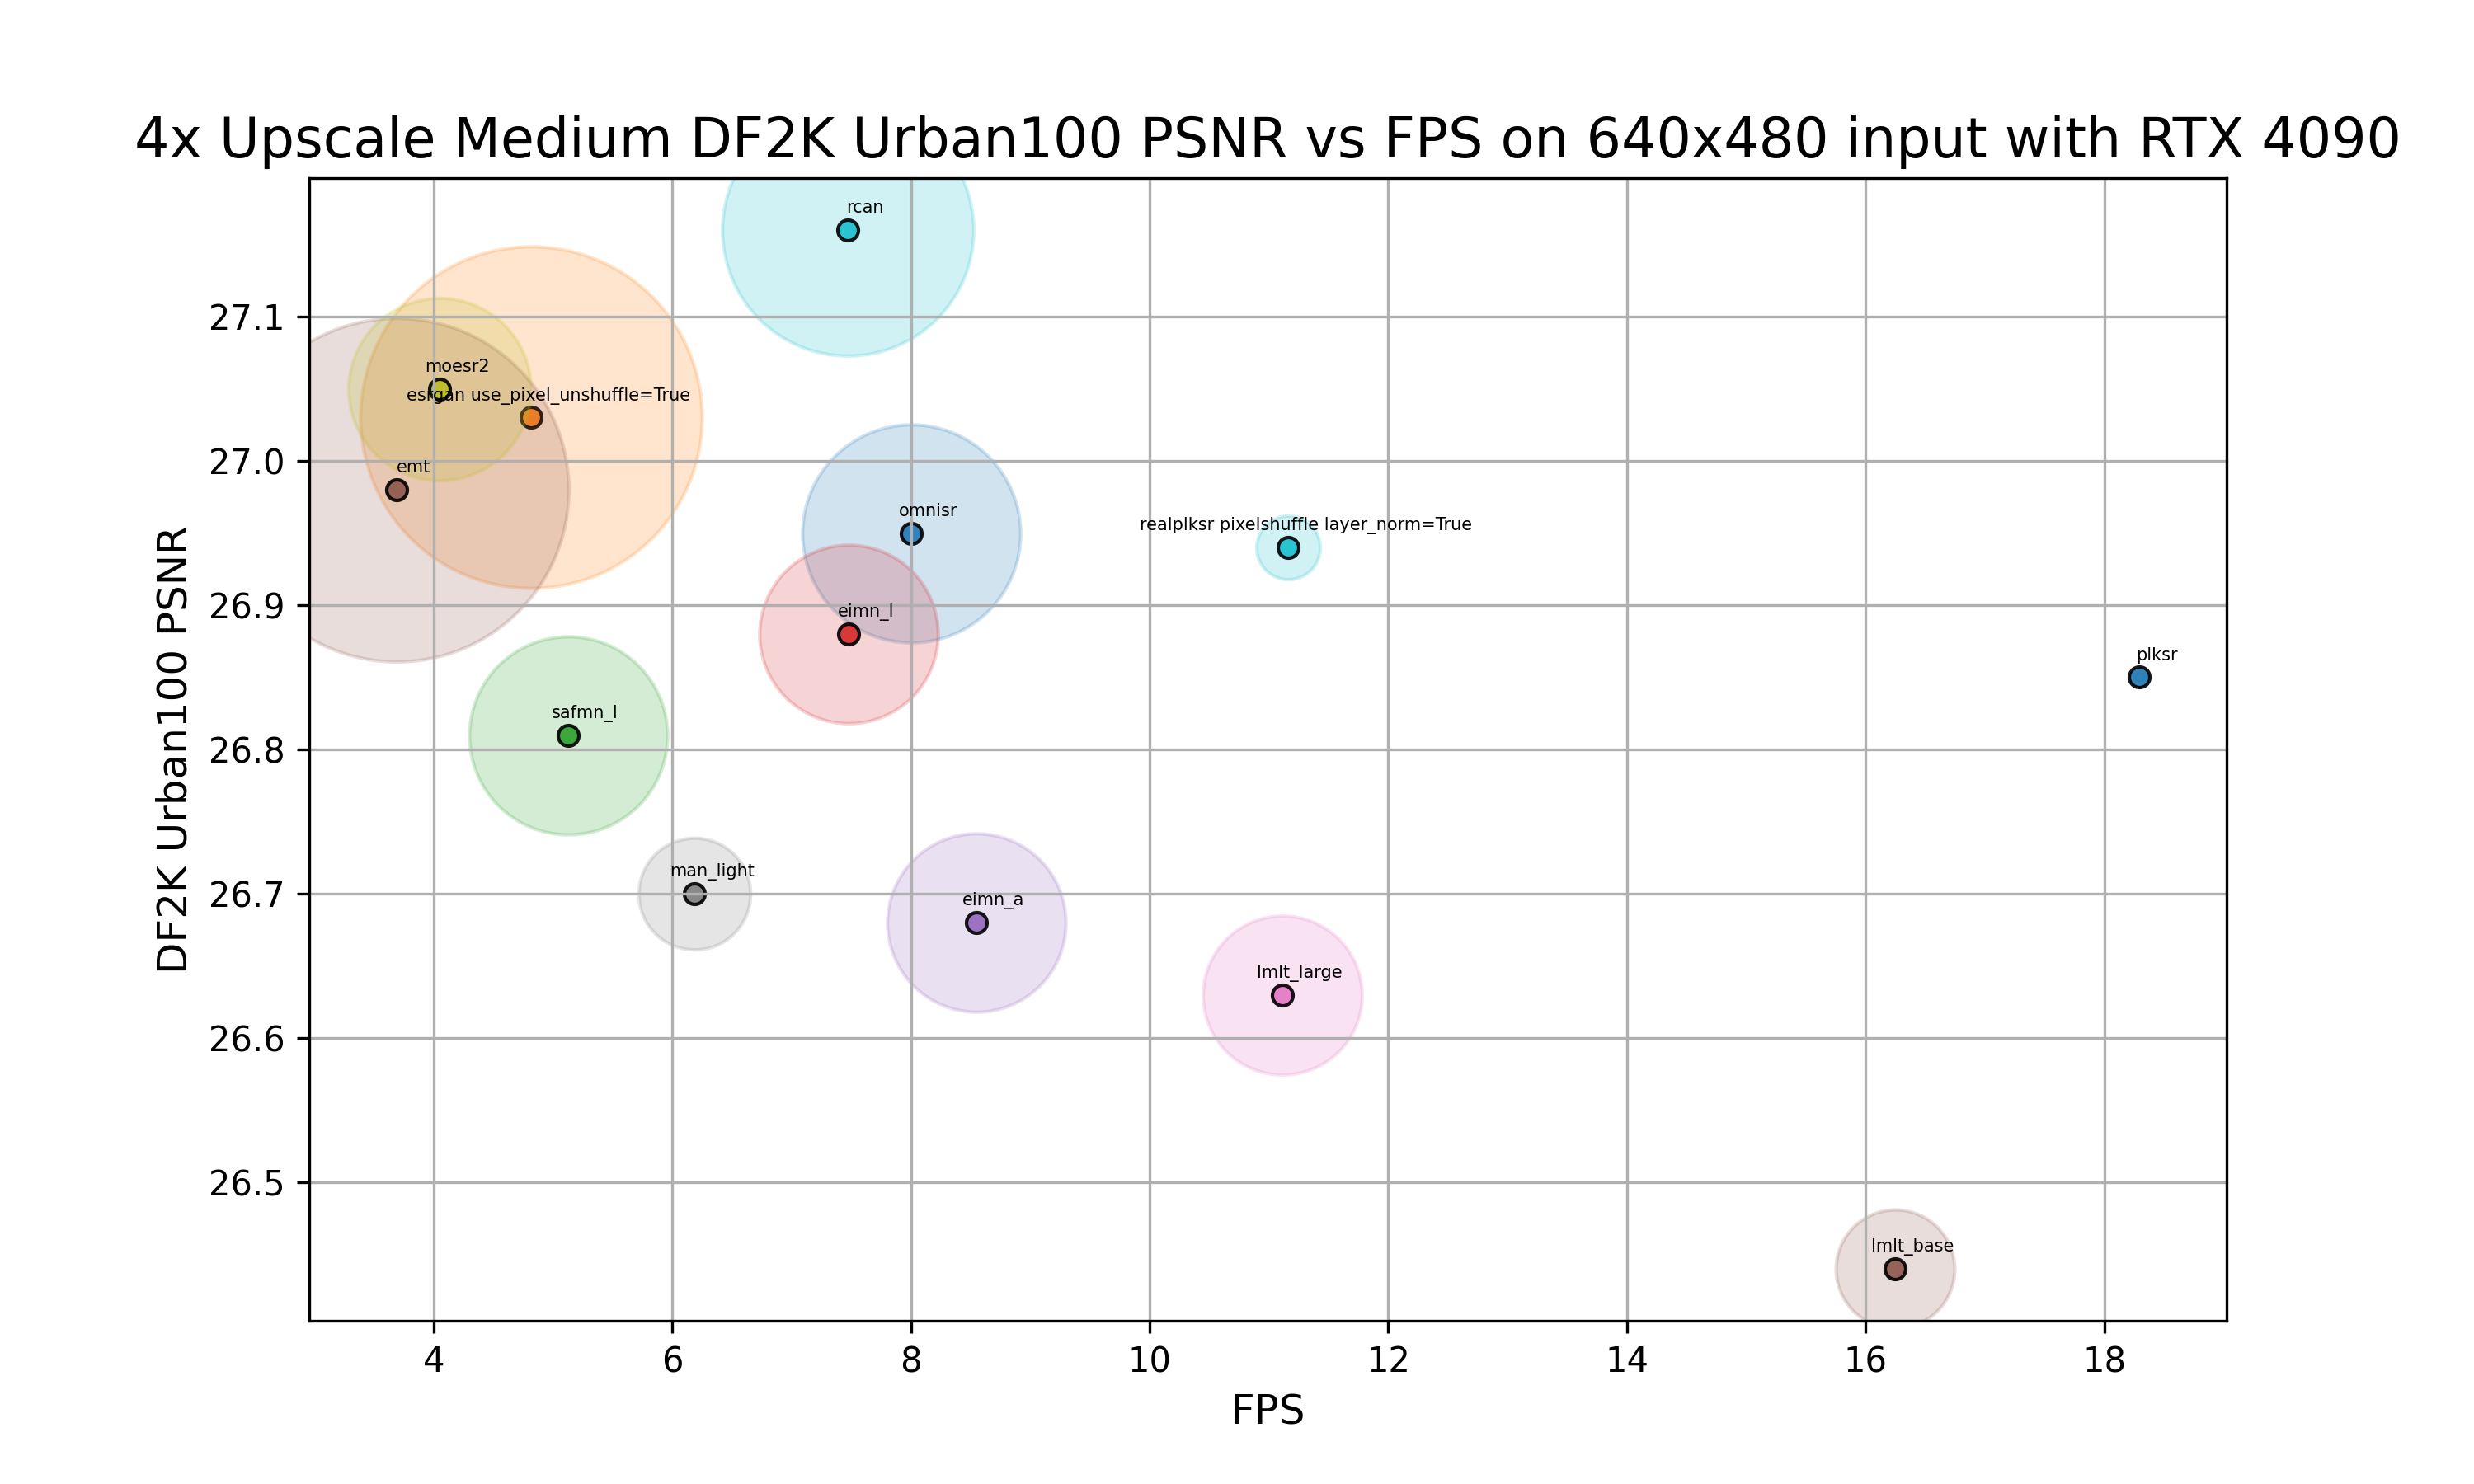 4x Upscale Medium DF2K Urban100 PSNR vs FPS on 640x480 input with RTX 4090
rcan
27.1
moesr2
esrgan use_pixel_unshuffle=True
27.0
emt
omnisr
realplksr pixelshuffle layer_norm=True
26.9
eimn_l
plksr
safmn_l
26.8
man_light
26.7
eimn_a
lmlt_large
26.6
26.5
lmlt_base
DF2K Urban100 PSNR
4 6 8 10 12 14 16 18
FPS